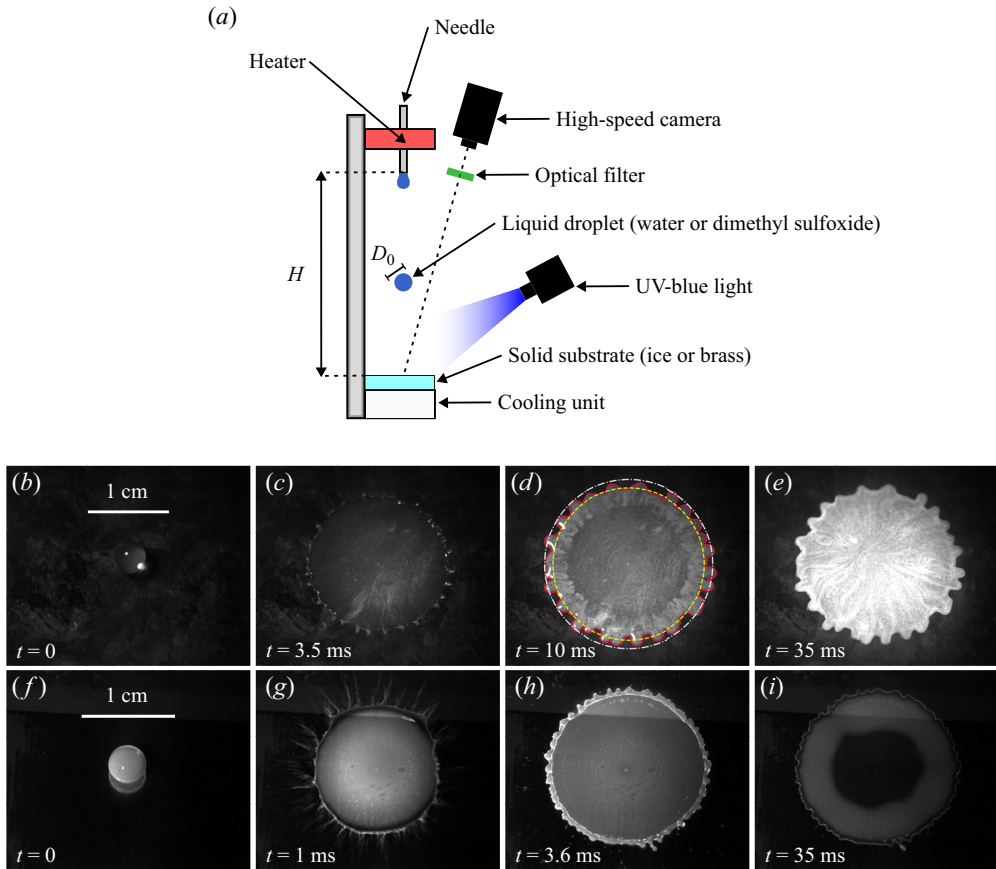 (a)
Needle
Heater
High-speed camera
Optical filter
Liquid droplet (water or dimethyl sulfoxide)
D0
H
UV-blue light
Solid substrate (ice or brass)
Cooling unit
(b)
1 cm
t = 0
(c)
t = 3.5 ms
(d)
t = 10 ms
(e)
t = 35 ms
(f)
1 cm
t = 0
(g)
t = 1 ms
(h)
t = 3.6 ms
(i)
t = 35 ms